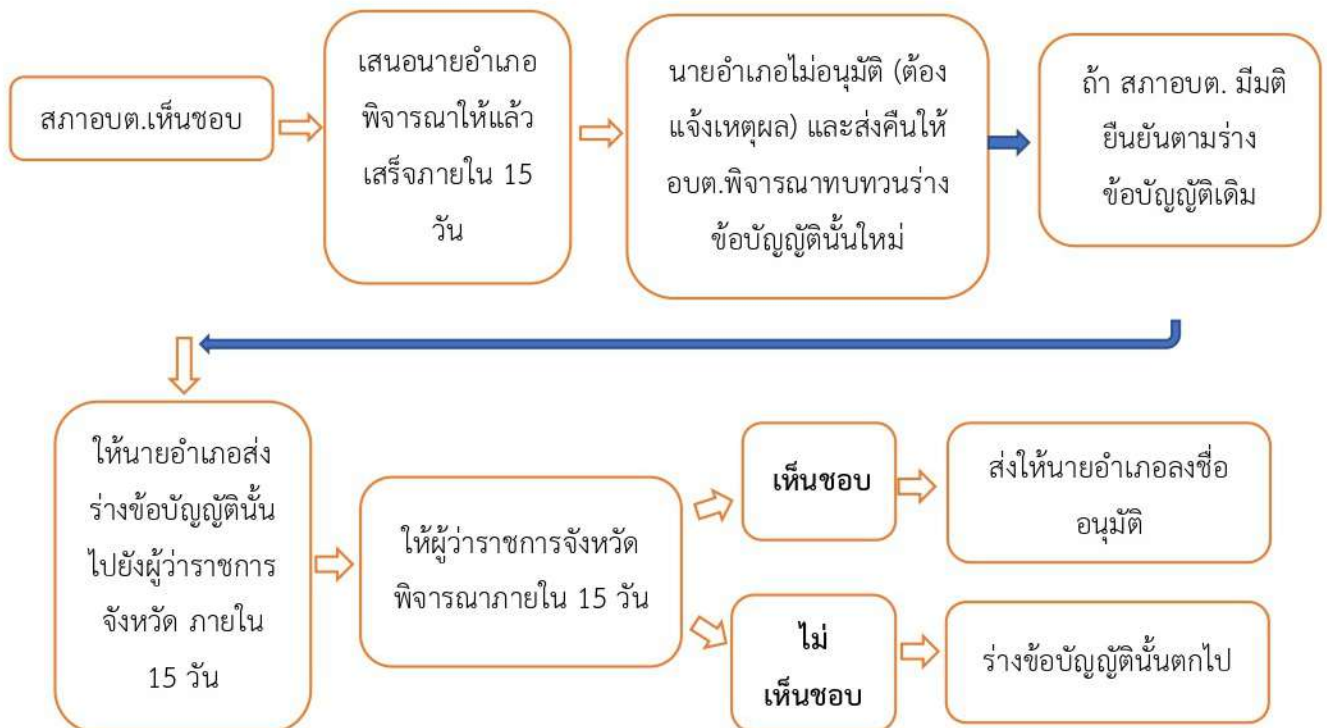 สภาอบต.เห็นชอบ
เสนอนายอำเภอ
พิจารณาให้แล้ว
เสร็จภายใน 15
วัน
นายอำเภอไม่อนุมัติ (ต้อง
แจ้งเหตุผล) และส่งคืนให้
อบต.พิจารณาทบทวนร่าง
ข้อบัญญัตินั้นใหม่
ถ้า สภาอบต. มีมติ
ยืนยันตามร่าง
ข้อบัญญัติเดิม
ให้นายอำเภอส่ง
ร่างข้อบัญญัตินั้น
ไปยังผู้ว่าราชการ
จังหวัด ภายใน
15 วัน
ให้ผู้ว่าราชการจังหวัด
พิจารณาภายใน 15 วัน
เห็นชอบ
ส่งให้นายอำเภอลงชื่อ
อนุมัติ
ไม่
เห็นชอบ
ร่างข้อบัญญัตินั้นตกไป